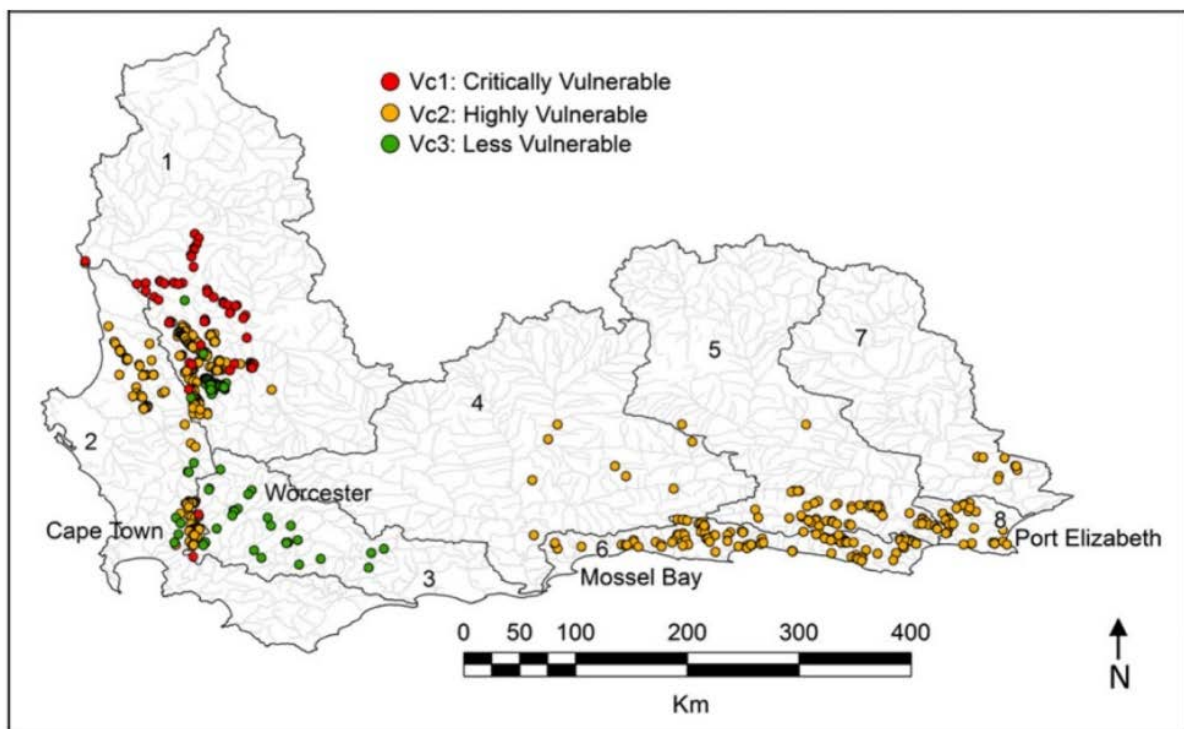 Vc1: Critically Vulnerable
Vc2: Highly Vulnerable
Vc3: Less Vulnerable
1
5
7
4
2
Worcester
Cape Town
8
Port Elizabeth
6
Mossel Bay
3
0 50 100 200 300 400
Km
N